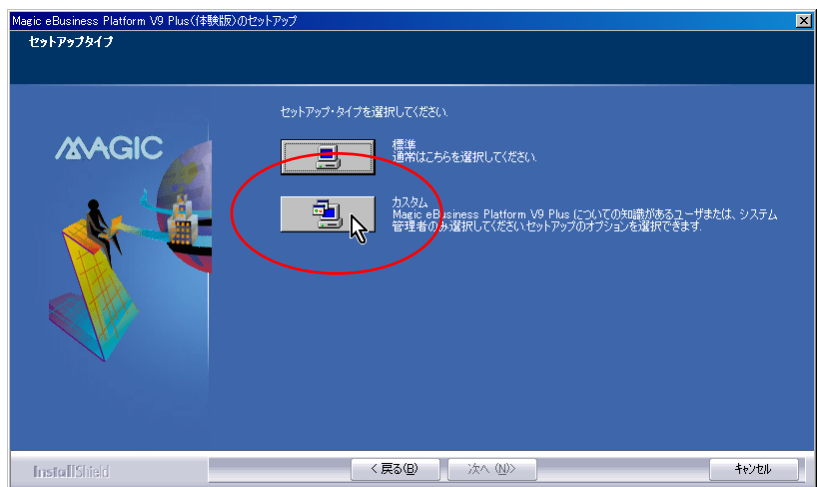 Magic eBusiness Platform V9 Plus(体験版)のセットアップ
セットアップタイプ
セットアップ・タイプを選択してください.
MAGIC
標準
通常はこちらを選択してください.
カスタム
Magic eBusiness Platform V9 Plus についての知識があるユーザまたは、システム
管理者のみ選択してください.セットアップのオプションを選択できます.
InstallShield
< 戻る(B)
次へ (N)>
キャンセル